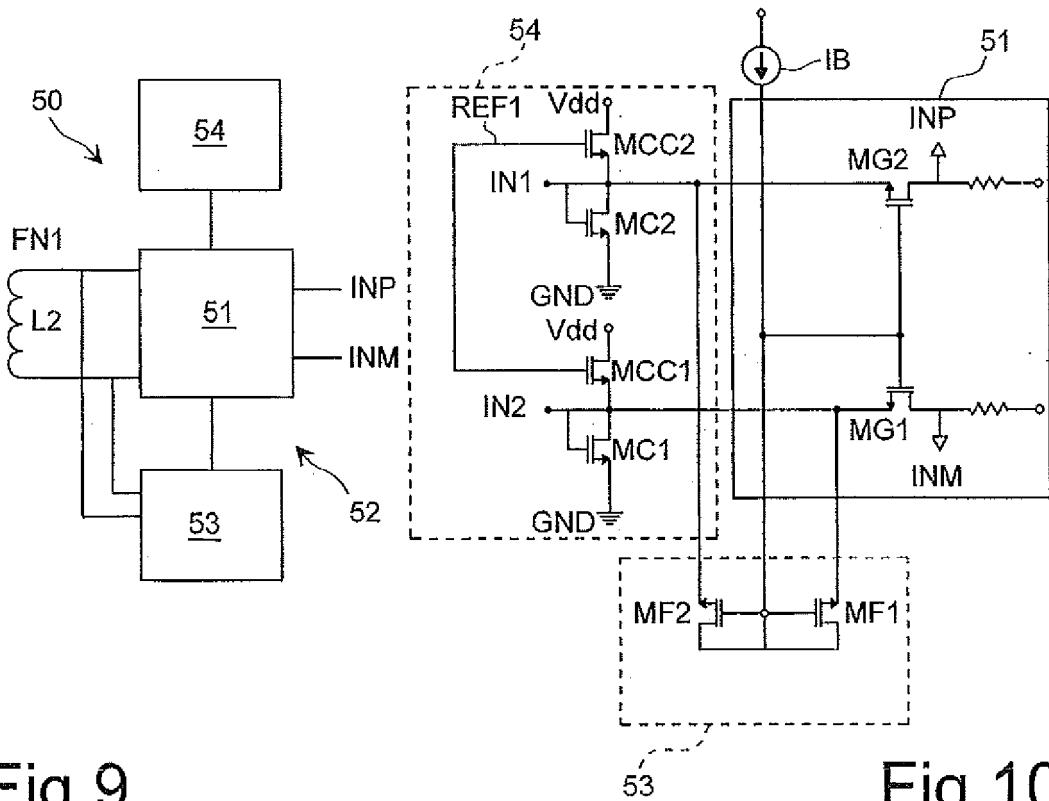 50
54
FN1
L2
51
INP
INM
53
52
Fig.9
54
REF1
Vdd
MCC2
IN1
MC2
GND
Vdd
MCC1
IN2
MC1
GND
IB
51
INP
MG2
MG1
INM
MF2
MF1
53
Fig.10